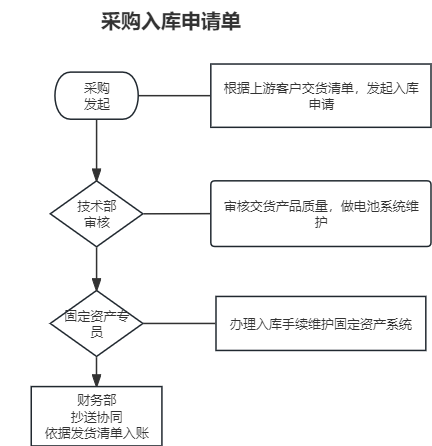 采购入库申请单
采购
发起
根据上游客户交货清单，发起入库
申请
技术部
审核
审核交货产品质量，做电池系统维
护
固定资产专
员
办理入库手续维护固定资产系统
财务部
抄送协同
依据发货清单入账